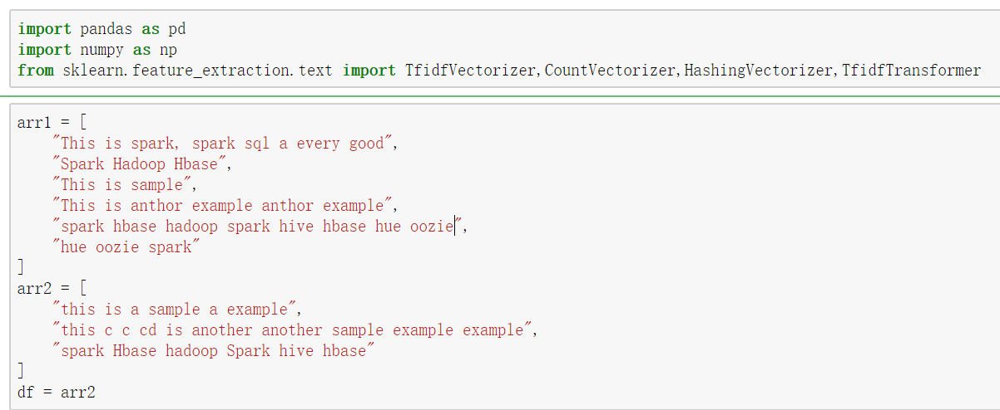 import pandas as pd
import numpy as np
from sklearn.feature_extraction.text import TfidfVectorizer,CountVectorizer,HashingVectorizer,TfidfTransformer
arr1 = [
    "This is spark, spark sql a every good",
    "Spark Hadoop Hbase",
    "This is sample",
    "This is anthor example anthor example",
    "spark hbase hadoop spark hive hbase hue oozie",
    "hue oozie spark"
]
arr2 = [
    "this is a sample a example",
    "this c c cd is another another sample example example",
    "spark Hbase hadoop Spark hive hbase"
]
df = arr2